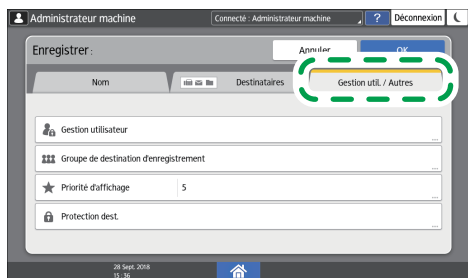 Administrateur machine
Connecté : Administrateur machine
?
Déconnexion
Enregistrer :
Annuler
OK
Nom
Destinataires
Gestion util. / Autres
Gestion utilisateur
Groupe de destination d'enregistrement
Priorité d'affichage 5
Protection dest.
28 Sept. 2018
15 : 36